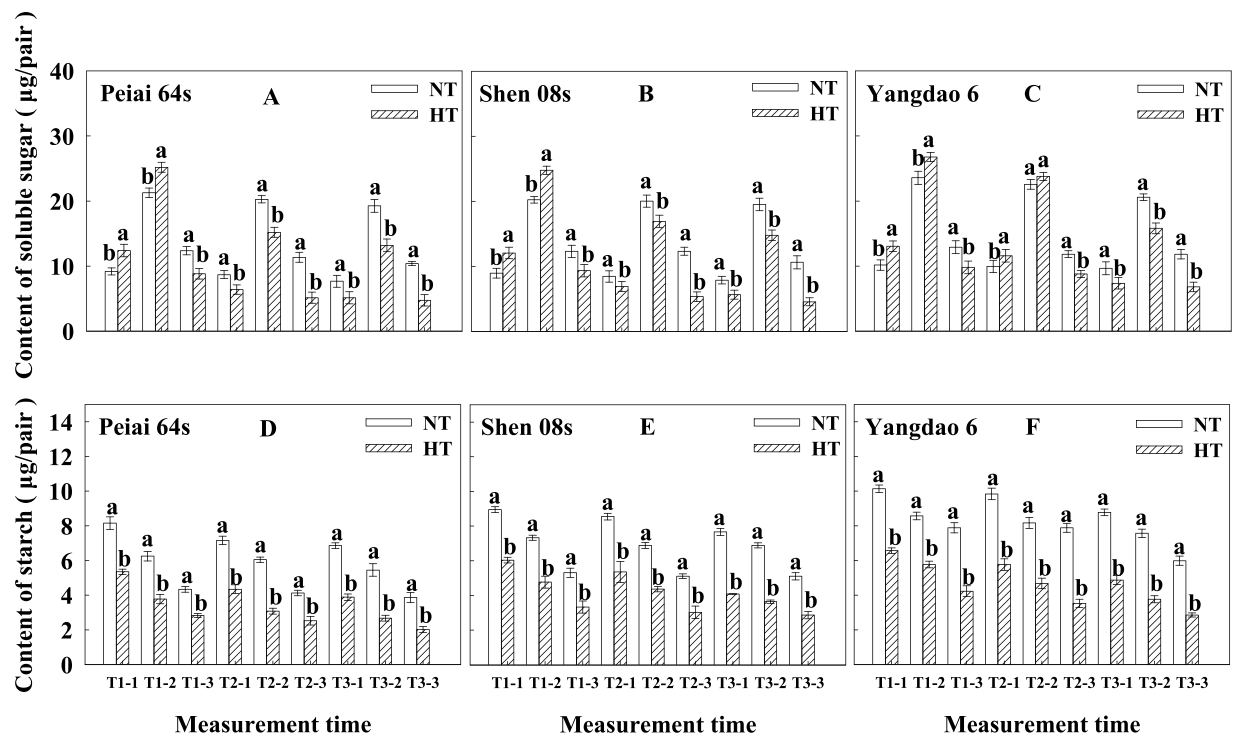 Content of soluble sugar ( μg/pair )
40
30
20
10
0
Peiai 64s A NT
HT
b a b a a b a b a b a b a b a b a b
Shen 08s B NT
HT
b a b a a b a b a b a b a b a b a b
Yangdao 6 C NT
HT
b a b a a b b a a a a b a b a b a b
Content of starch ( μg/pair )
14
12
10
8
6
4
2
0
Peiai 64s D NT
HT
a b a b a b a b a b a b a b a b a b
Shen 08s E NT
HT
a b a b a b a b a b a b a b a b a b
Yangdao 6 F NT
HT
a b a b a b a b a b a b a b a b a b
T1-1 T1-2 T1-3 T2-1 T2-2 T2-3 T3-1 T3-2 T3-3
T1-1 T1-2 T1-3 T2-1 T2-2 T2-3 T3-1 T3-2 T3-3
T1-1 T1-2 T1-3 T2-1 T2-2 T2-3 T3-1 T3-2 T3-3
Measurement time
Measurement time
Measurement time